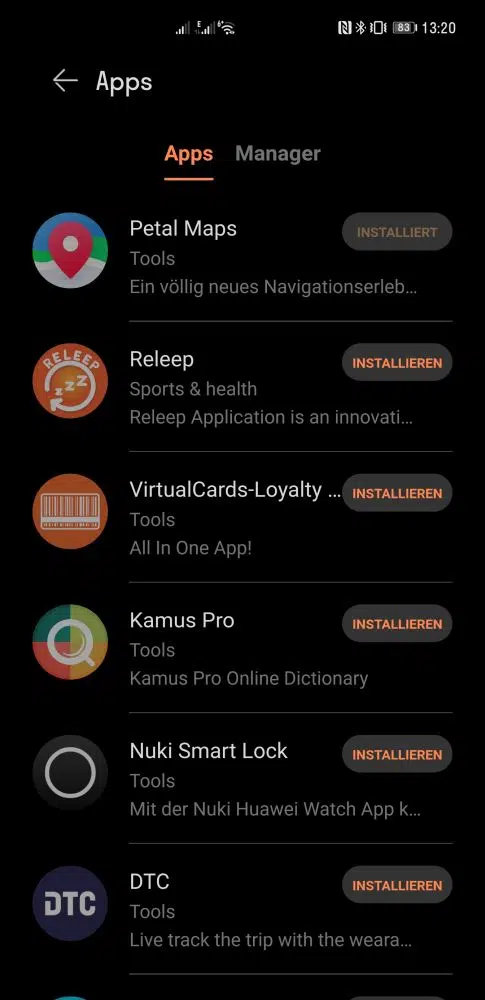 E 6+ 83 13:20
Apps
Apps Manager
Petal Maps INSTALLIERT
Tools
Ein völlig neues Navigationserleb...
RELEEP
zzz
Releep INSTALLIEREN
Sports & health
Releep Application is an innovati...
VirtualCards-Loyalty ... INSTALLIEREN
Tools
All In One App!
Kamus Pro INSTALLIEREN
Tools
Kamus Pro Online Dictionary
Nuki Smart Lock INSTALLIEREN
Tools
Mit der Nuki Huawei Watch App k...
DTC
DTC INSTALLIEREN
Tools
Live track the trip with the weara...